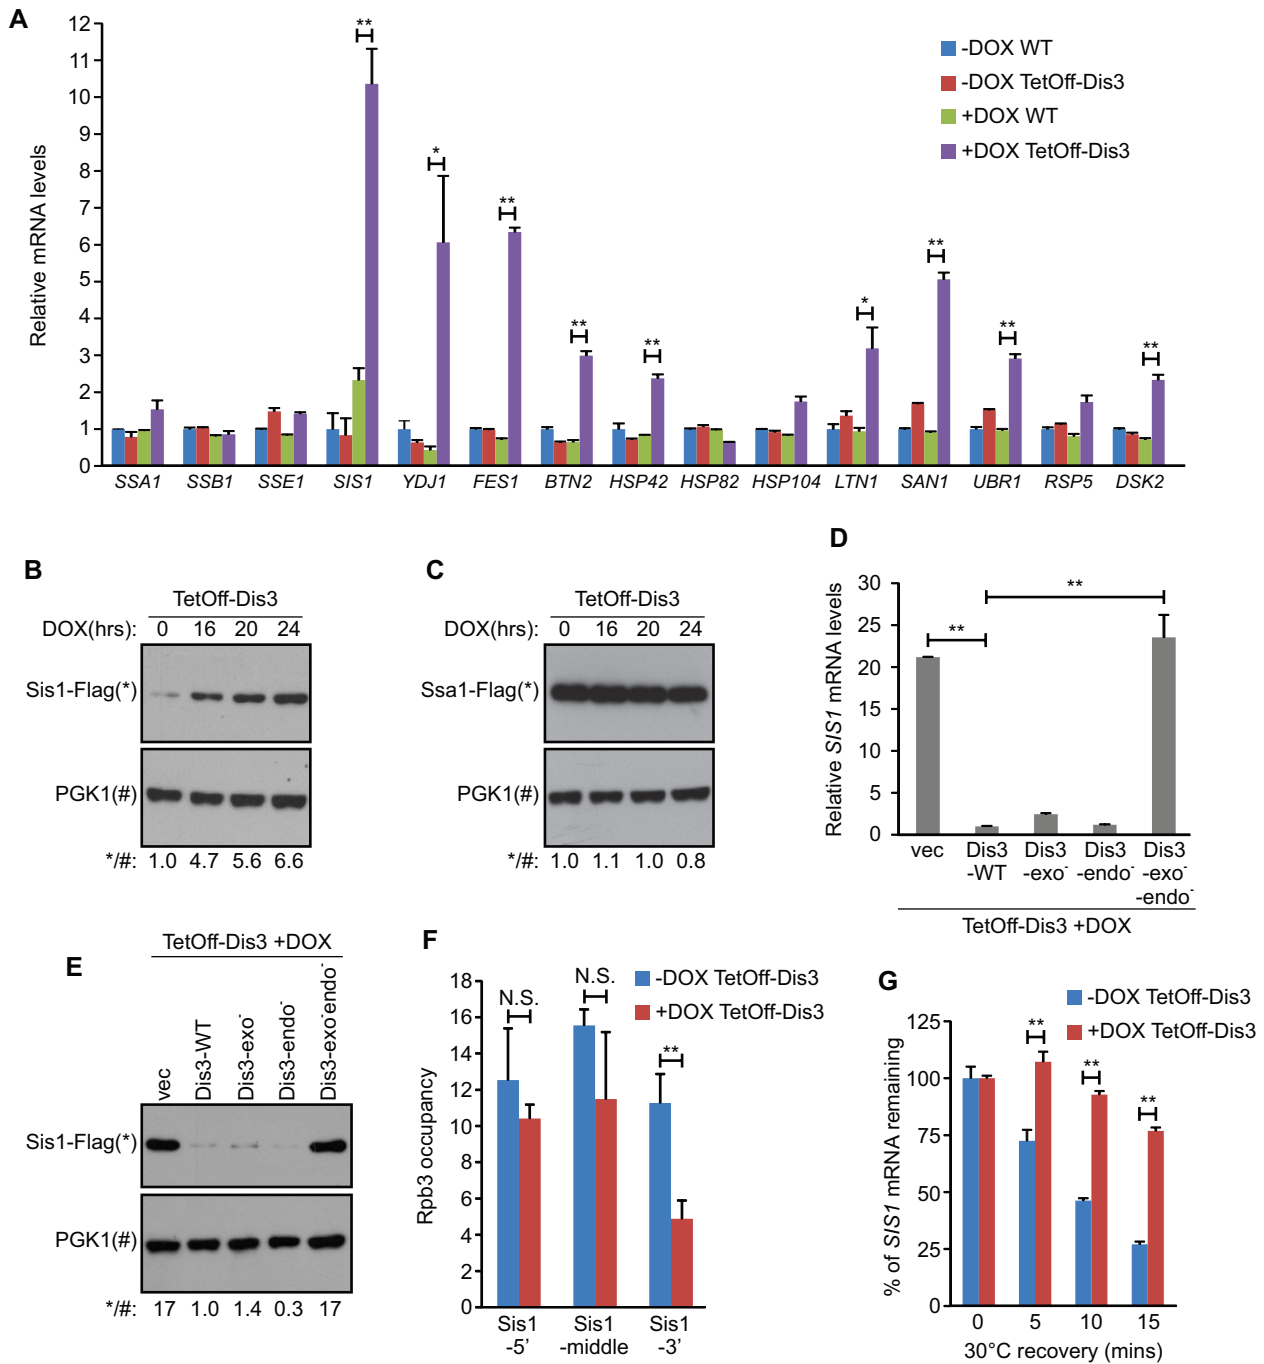 A
12
11
10
9
8
7
6
5
4
3
2
1
0
Relative mRNA levels
** * ** ** ** * ** ** **
-DOX WT
-DOX TetOff-Dis3
+DOX WT
+DOX TetOff-Dis3
SSA1 SSB1 SSE1 SIS1 YDJ1 FES1 BTN2 HSP42 HSP82 HSP104 LTN1 SAN1 UBR1 RSP5 DSK2
B
TetOff-Dis3
DOX(hrs): 0 16 20 24
Sis1-Flag(*)
PGK1(#)
*/#: 1.0 4.7 5.6 6.6
C
TetOff-Dis3
DOX(hrs): 0 16 20 24
Ssa1-Flag(*)
PGK1(#)
*/#: 1.0 1.1 1.0 0.8
D
30
25
20
15
10
5
0
Relative SIS1 mRNA levels
**
**
vec Dis3 Dis3 Dis3 Dis3
-WT -exo⁻ -endo⁻ -exo⁻
-endo⁻
TetOff-Dis3 +DOX
E
TetOff-Dis3 +DOX
vec
Dis3-WT
Dis3-exo⁻
Dis3-endo⁻
Dis3-exo⁻endo⁻
Sis1-Flag(*)
PGK1(#)
*/#: 17 1.0 1.4 0.3 17
F
18
16
14
12
10
8
6
4
2
0
Rpb3 occupancy
N.S. N.S. **
-DOX TetOff-Dis3
+DOX TetOff-Dis3
Sis1 Sis1 Sis1
-5’ -middle -3’
G
-DOX TetOff-Dis3
+DOX TetOff-Dis3
125
100
75
50
25
0
% of SIS1 mRNA remaining
** ** **
0 5 10 15
30°C recovery (mins)